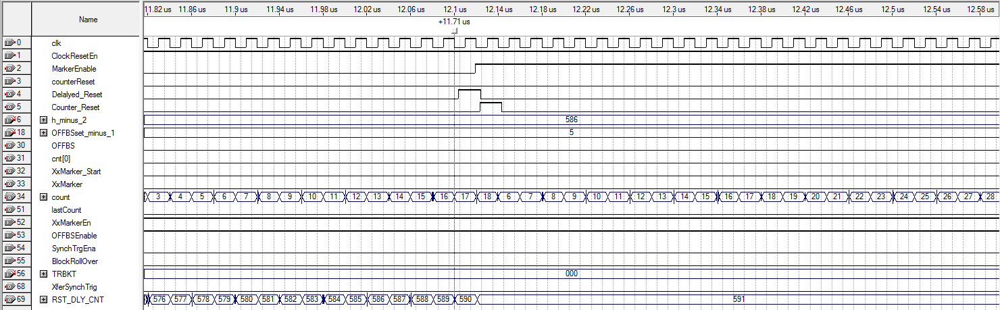 Name 11.82 us 11.86 us 11.9 us 11.94 us 11.98 us 12.02 us 12.06 us 12.1 us 12.14 us 12.18 us 12.22 us 12.26 us 12.3 us 12.34 us 12.38 us 12.42 us 12.46 us 12.5 us 12.54 us 12.58 us
+11.71 us
0 clk
1 ClockResetEn
2 MarkerEnable
3 counterReset
4 Delalyed_Reset
5 Counter_Reset
6 h_minus_2 586
18 OFFBSset_minus_1 5
30 OFFBS
31 cnt[0]
32 XxMarker_Start
33 XxMarker
34 count 3 4 5 6 7 8 9 10 11 12 13 14 15 16 17 18 6 7 8 9 10 11 12 13 14 15 16 17 18 19 20 21 22 23 24 25 26 27 28
51 lastCount
52 XxMarkerEn
53 OFFBSEnable
54 SynchTrgEna
55 BlockRollOver
56 TRBKT 000
68 XferSynchTrig
69 RST_DLY_CNT 576 577 578 579 580 581 582 583 584 585 586 587 588 589 590 591